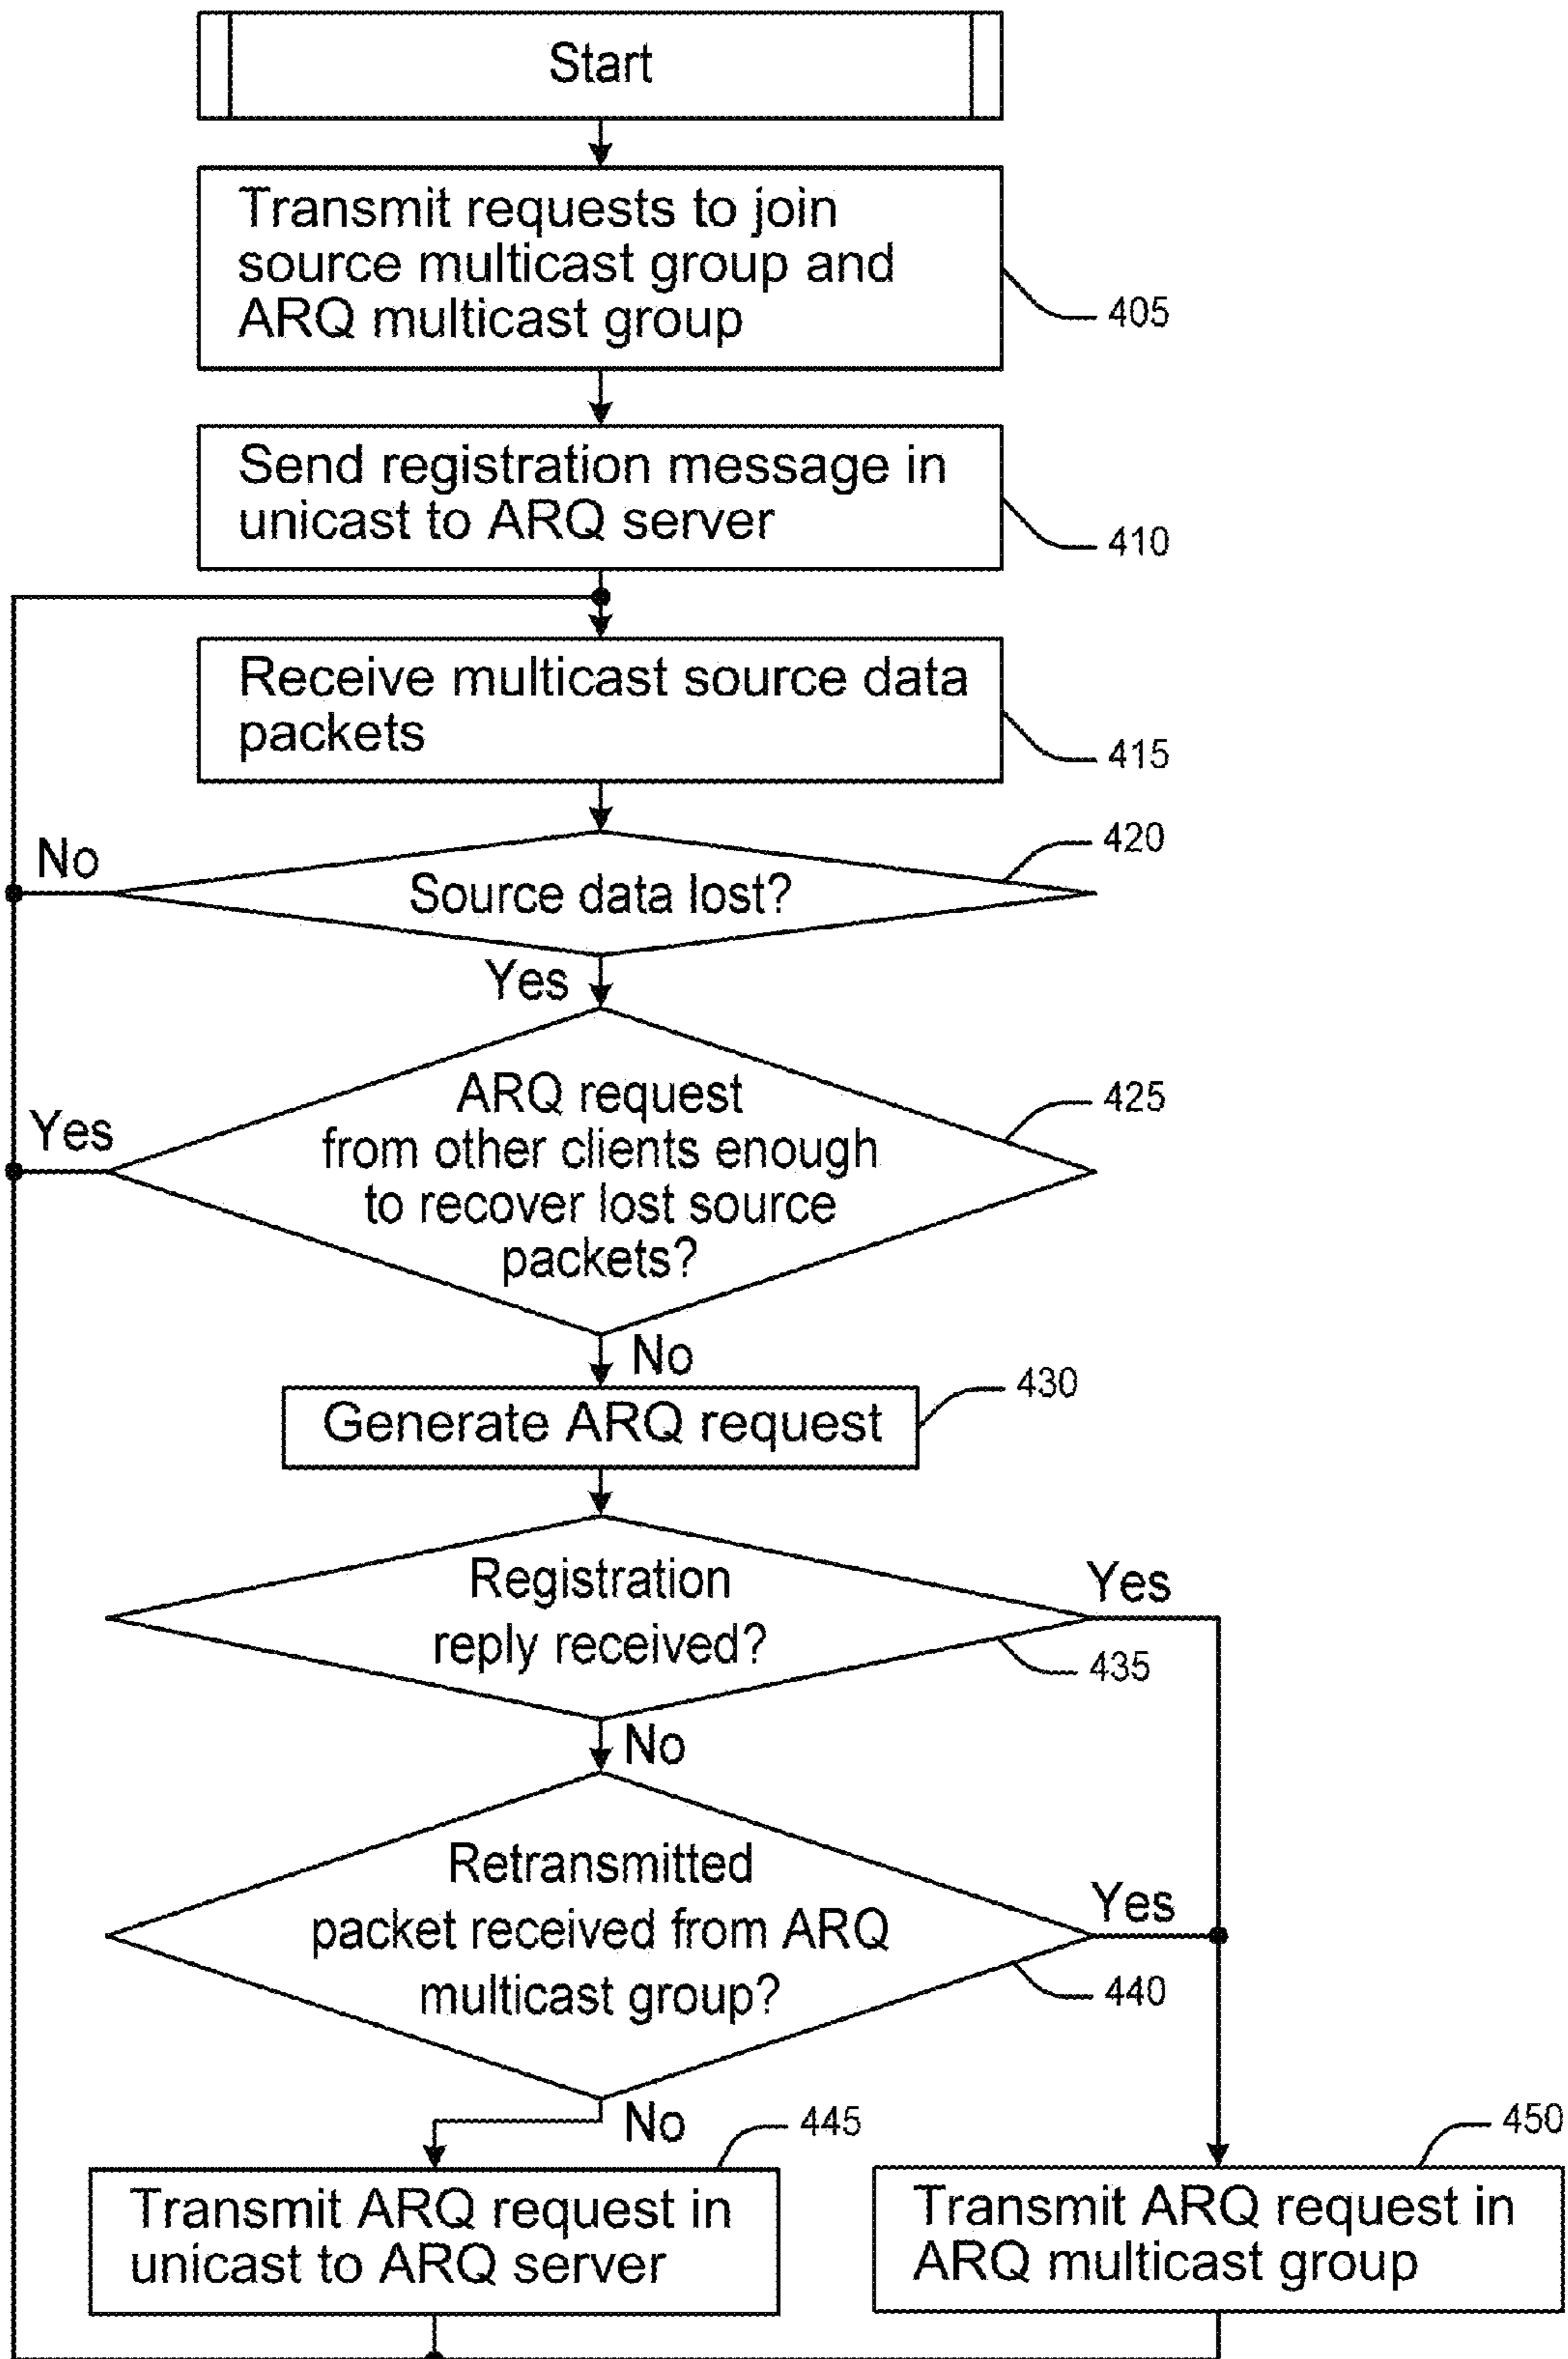 Start
Transmit requests to join
source multicast group and
ARQ multicast group
405
Send registration message in
unicast to ARQ server
410
Receive multicast source data
packets
415
420
No
Source data lost?
Yes
ARQ request
from other clients enough
to recover lost source
packets?
425
Yes
No
430
Generate ARQ request
Registration
reply received?
Yes
435
No
Retransmitted
packet received from ARQ
multicast group?
Yes
440
No
445
450
Transmit ARQ request in
unicast to ARQ server
Transmit ARQ request in
ARQ multicast group